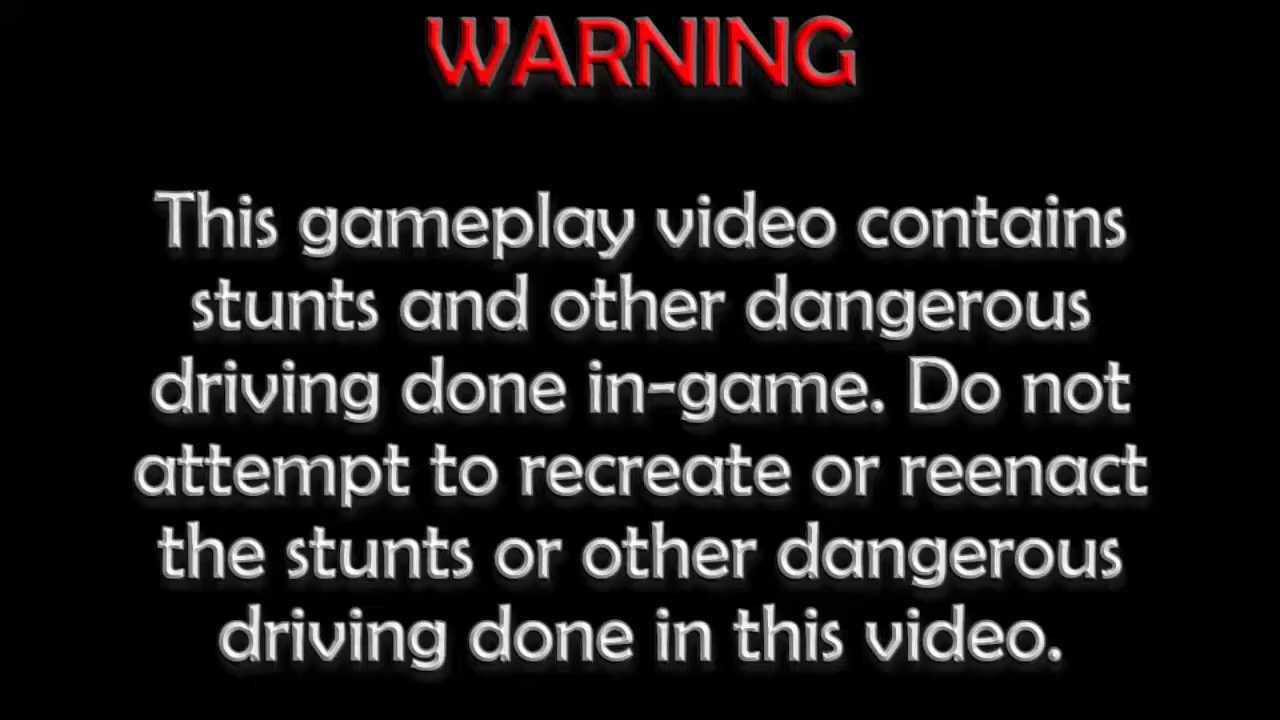 WARNING
This gameplay video contains
stunts and other dangerous
driving done in-game. Do not
attempt to recreate or reenact
the stunts or other dangerous
driving done in this video.